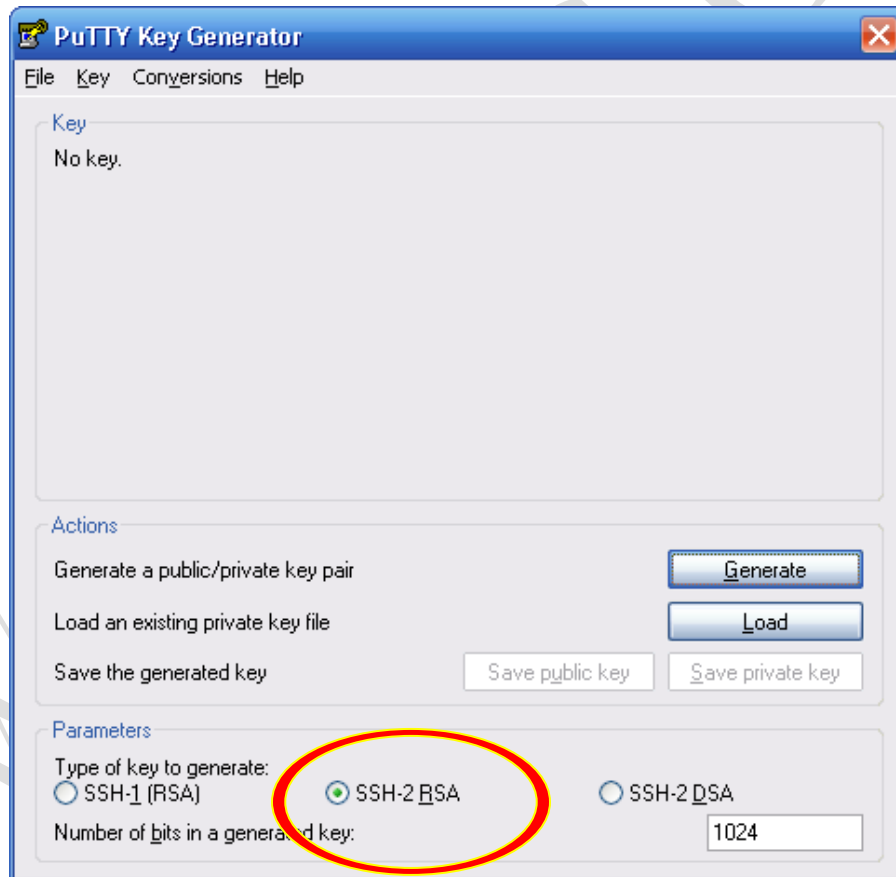 PuTTY Key Generator
File Key Conversions Help
Key
No key.
Actions
Generate a public/private key pair Generate
Load an existing private key file Load
Save the generated key Save public key Save private key
Parameters
Type of key to generate:
SSH-1 (RSA) SSH-2 RSA SSH-2 DSA
Number of bits in a generated key: 1024